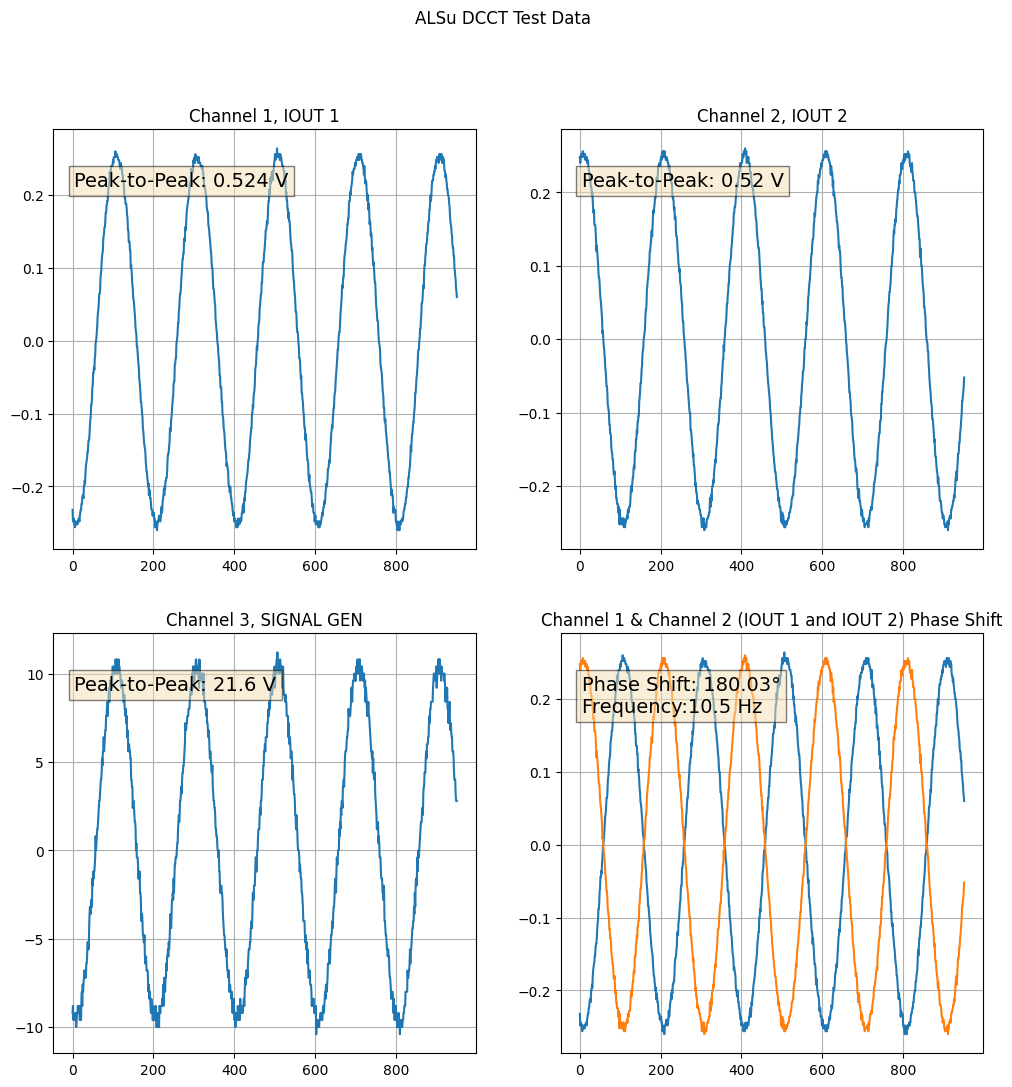 ALSu DCCT Test Data
Channel 1, IOUT 1
Peak-to-Peak: 0.524 V
0.2
0.1
0.0
−0.1
−0.2
0 200 400 600 800
Channel 2, IOUT 2
Peak-to-Peak: 0.52 V
0.2
0.1
0.0
−0.1
−0.2
0 200 400 600 800
Channel 3, SIGNAL GEN
Peak-to-Peak: 21.6 V
10
5
0
−5
−10
0 200 400 600 800
Channel 1 & Channel 2 (IOUT 1 and IOUT 2) Phase Shift
Phase Shift: 180.03°
Frequency:10.5 Hz
0.2
0.1
0.0
−0.1
−0.2
0 200 400 600 800